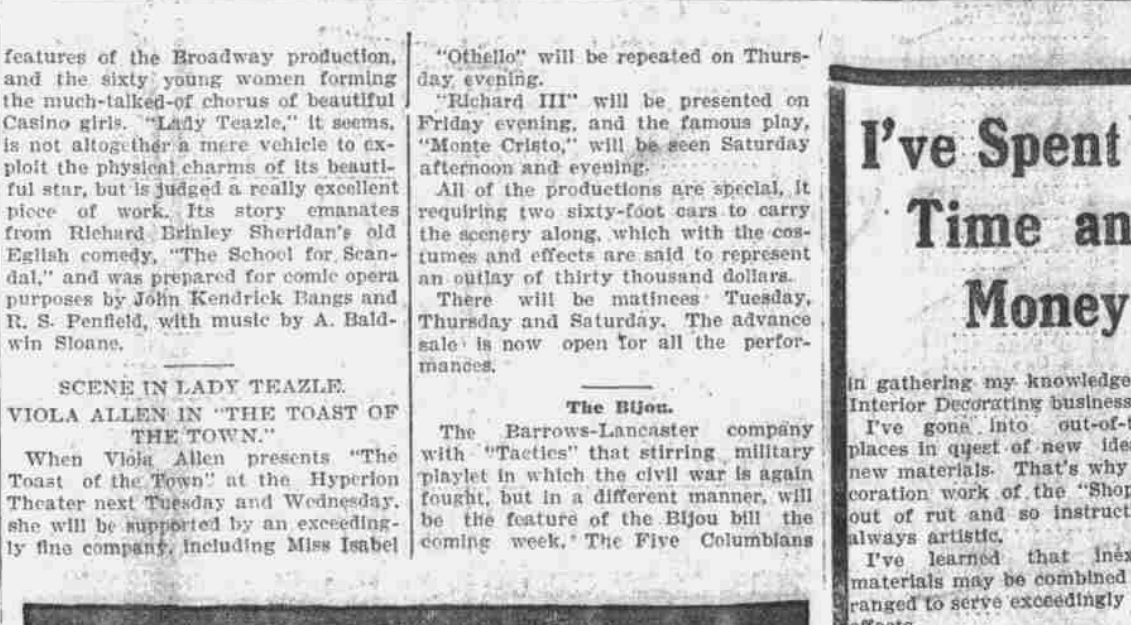 features of the Broadway production,
and the sixty young women forming
the much-talked-of chorus of beautiful
Casino girls. "Lady Teazle," it seems,
is not altogether a mere vehicle to ex-
ploit the physical charms of its beauti-
ful star, but is judged a really excellent
piece of work. Its story emanates
from Richard Brinley Sheridan's old
Eglish comedy, "The School for Scan-
dal," and was prepared for comic opera
purposes by John Kendrick Bangs and
R. S. Penfield, with music by A. Bald-
win Sloane.
SCENE IN LADY TEAZLE.
VIOLA ALLEN IN "THE TOAST OF
THE TOWN."
When Viola Allen presents "The
Toast of the Town" at the Hyperion
Theater next Tuesday and Wednesday,
she will be supported by an exceeding-
ly fine company, including Miss Isabel
"Othello" will be repeated on Thurs-
day evening.
"Richard III" will be presented on
Friday evening, and the famous play,
"Monte Cristo," will be seen Saturday
afternoon and evening.
All of the productions are special, it
requiring two sixty-foot cars to carry
the scenery along, which with the cos-
tumes and effects are said to represent
an outlay of thirty thousand dollars.
There will be matinees Tuesday,
Thursday and Saturday. The advance
sale is now open for all the perfor-
mances.
The Bijou.
The Barrows-Lancaster company
with "Tactics" that stirring military
playlet in which the civil war is again
fought, but in a different manner, will
be the feature of the Bijou bill the
coming week. The Five Columbians
I've Spent
Time an
Money
in gathering my knowledge
Interior Decorating business
I've gone into out-of-t
places in quest of new ide
new materials. That's why
coration work of the "Shop
out of rut and so instruct
always artistic.
I've learned that inex
materials may be combined
ranged to serve exceedingly